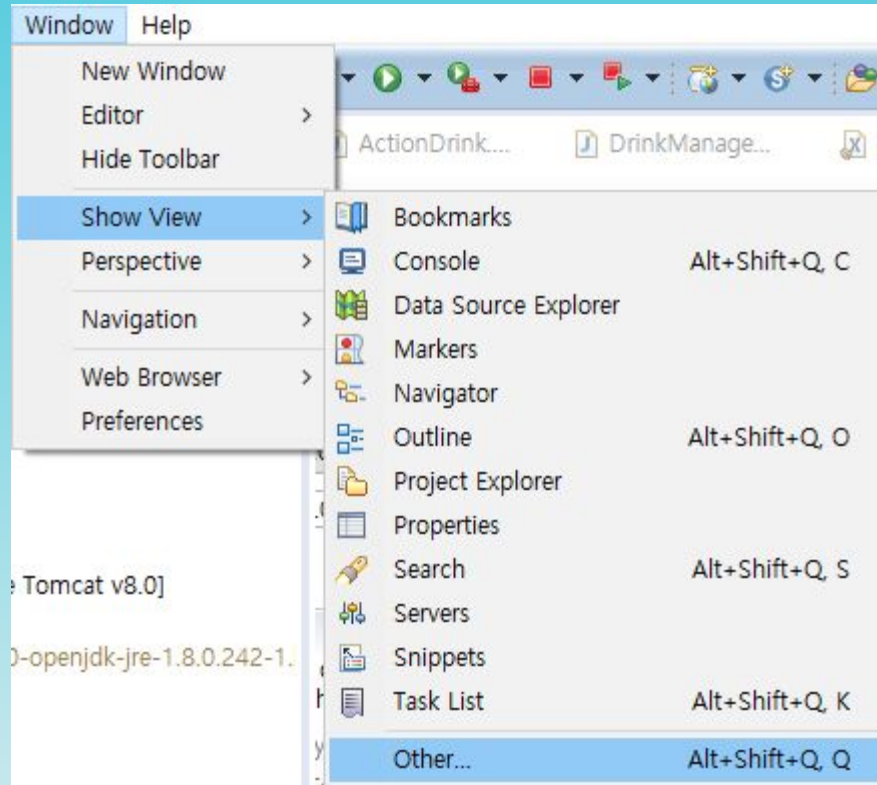 Window Help
New Window
Editor
Hide Toolbar
ActionDrink.... DrinkManage...
Show View
Perspective
Navigation
Web Browser
Preferences
Bookmarks
Console Alt+Shift+Q, C
Data Source Explorer
Markers
Navigator
Outline Alt+Shift+Q, O
Project Explorer
Properties
Search Alt+Shift+Q, S
Servers
Snippets
Task List Alt+Shift+Q, K
Other... Alt+Shift+Q, Q
Tomcat v8.0]
-openjdk-jre-1.8.0.242-1.